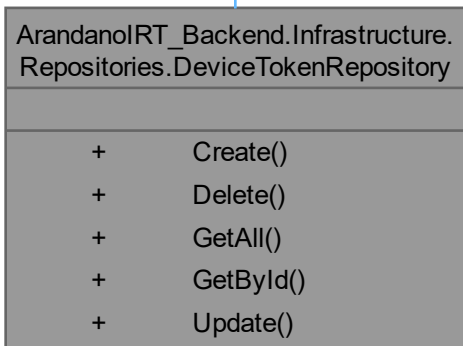 ArandanoIRT_Backend.Infrastructure.
Repositories.DeviceTokenRepository
+ Create()
+ Delete()
+ GetAll()
+ GetById()
+ Update()